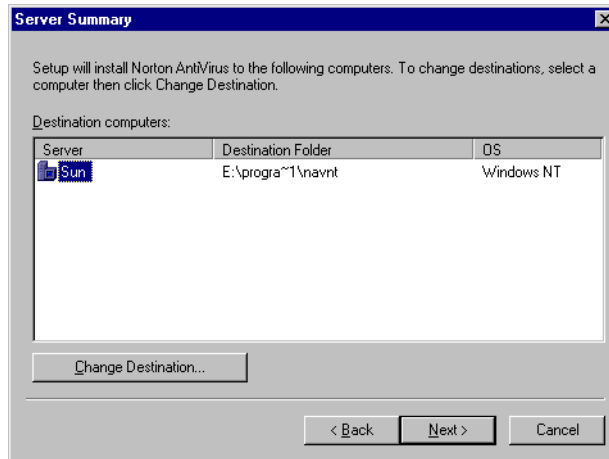 Server Summary
Setup will install Norton AntiVirus to the following computers. To change destinations, select a
computer then click Change Destination.
Destination computers:
Server Destination Folder OS
Sun E:\progra~1\navnt Windows NT
Change Destination...
< Back Next > Cancel